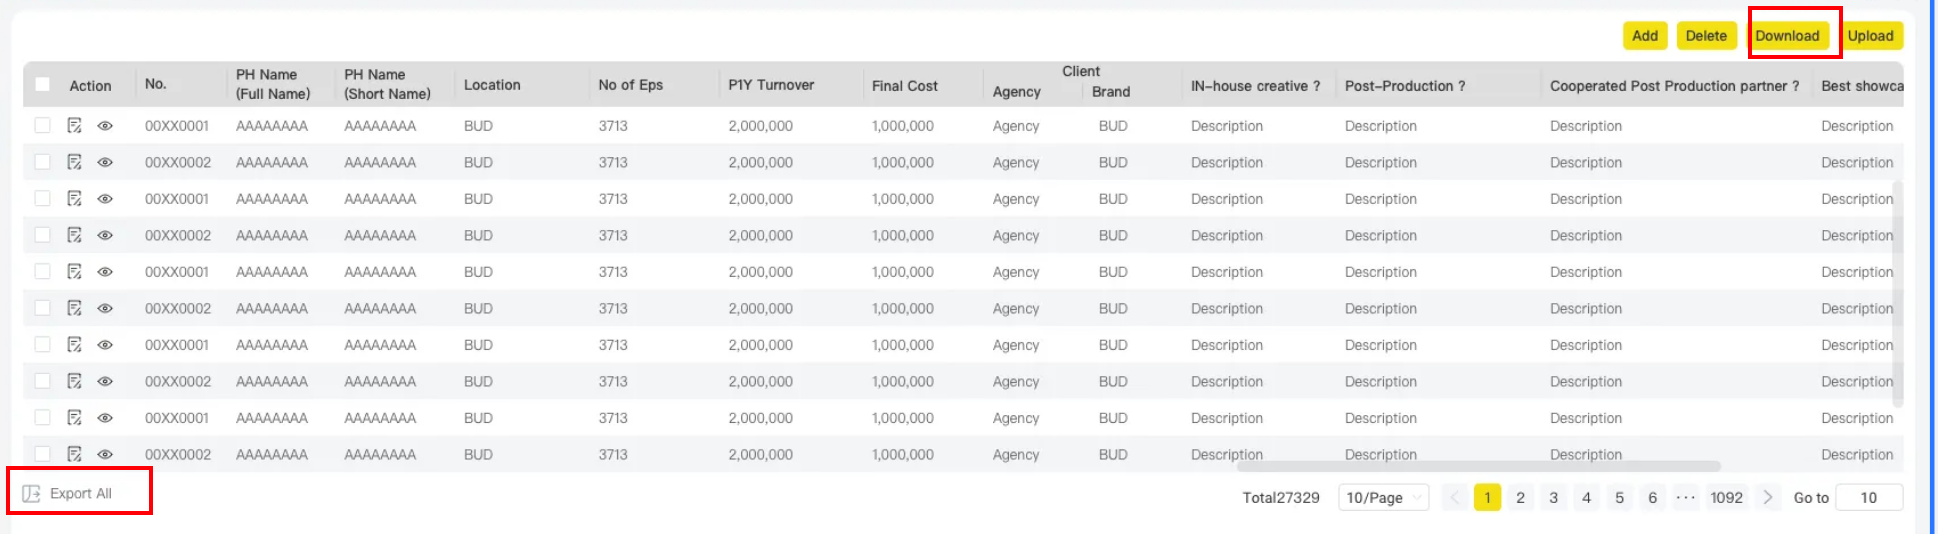 Add Delete Download Upload
Action No. PH Name (Full Name) PH Name (Short Name) Location No of Eps P1Y Turnover Final Cost Client Agency Brand IN-house creative ? Post-Production ? Cooperated Post Production partner ? Best showca
00XX0001 AAAAAAAA AAAAAAAA BUD 3713 2,000,000 1,000,000 Agency BUD Description Description Description Description
00XX0002 AAAAAAAA AAAAAAAA BUD 3713 2,000,000 1,000,000 Agency BUD Description Description Description Description
00XX0001 AAAAAAAA AAAAAAAA BUD 3713 2,000,000 1,000,000 Agency BUD Description Description Description Description
00XX0002 AAAAAAAA AAAAAAAA BUD 3713 2,000,000 1,000,000 Agency BUD Description Description Description Description
00XX0001 AAAAAAAA AAAAAAAA BUD 3713 2,000,000 1,000,000 Agency BUD Description Description Description Description
00XX0002 AAAAAAAA AAAAAAAA BUD 3713 2,000,000 1,000,000 Agency BUD Description Description Description Description
00XX0001 AAAAAAAA AAAAAAAA BUD 3713 2,000,000 1,000,000 Agency BUD Description Description Description Description
00XX0002 AAAAAAAA AAAAAAAA BUD 3713 2,000,000 1,000,000 Agency BUD Description Description Description Description
00XX0001 AAAAAAAA AAAAAAAA BUD 3713 2,000,000 1,000,000 Agency BUD Description Description Description Description
00XX0002 AAAAAAAA AAAAAAAA BUD 3713 2,000,000 1,000,000 Agency BUD Description Description Description Description
Export All Total27329 10/Page 1 2 3 4 5 6 ··· 1092 Go to 10